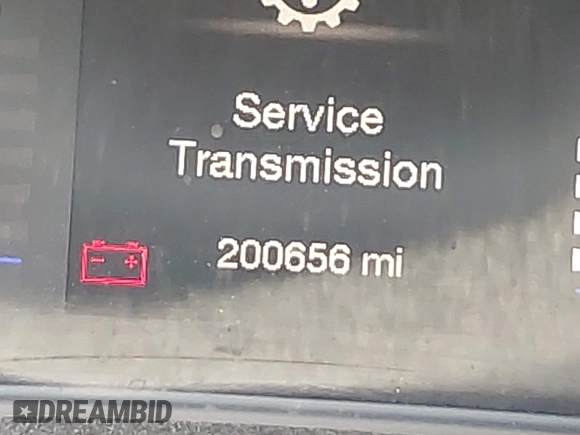 Service
Transmission
200656 mi
DREAMBID